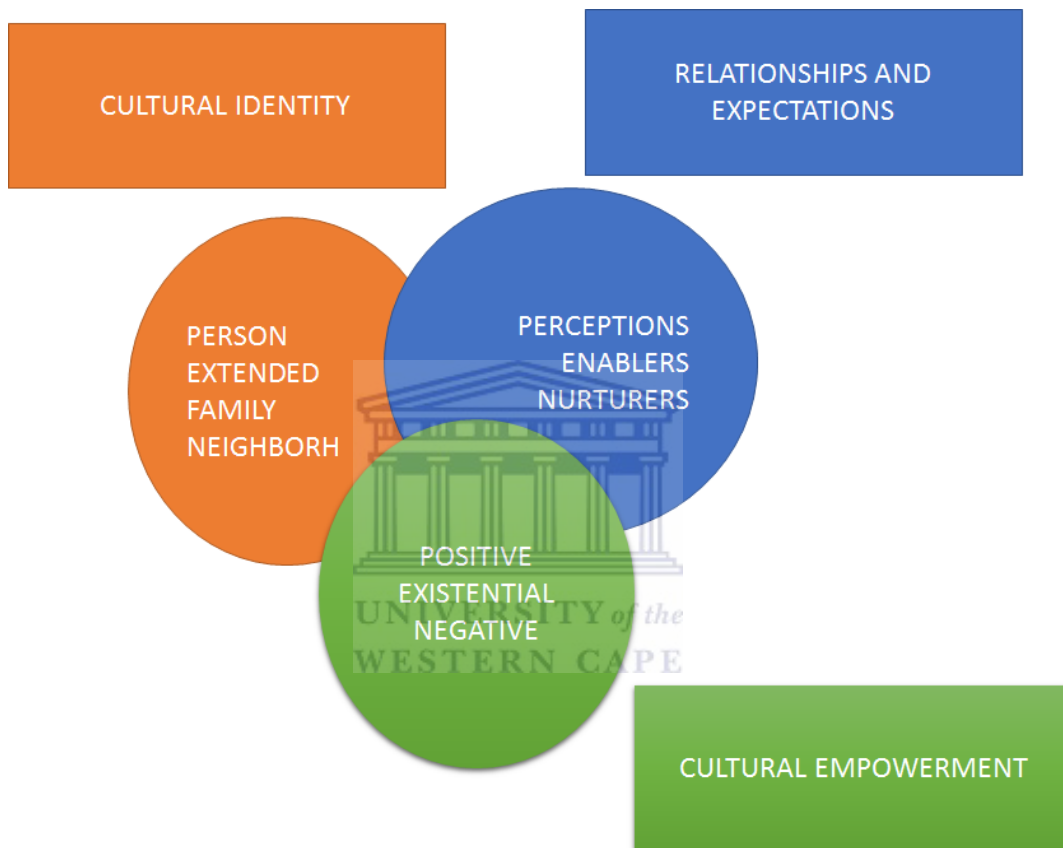 CULTURAL IDENTITY
RELATIONSHIPS AND
EXPECTATIONS
PERSON
EXTENDED
FAMILY
NEIGHBORH
PERCEPTIONS
ENABLERS
NURTURERS
POSITIVE
EXISTENTIAL
NEGATIVE
UNIVERSITY of the
WESTERN CAPE
CULTURAL EMPOWERMENT